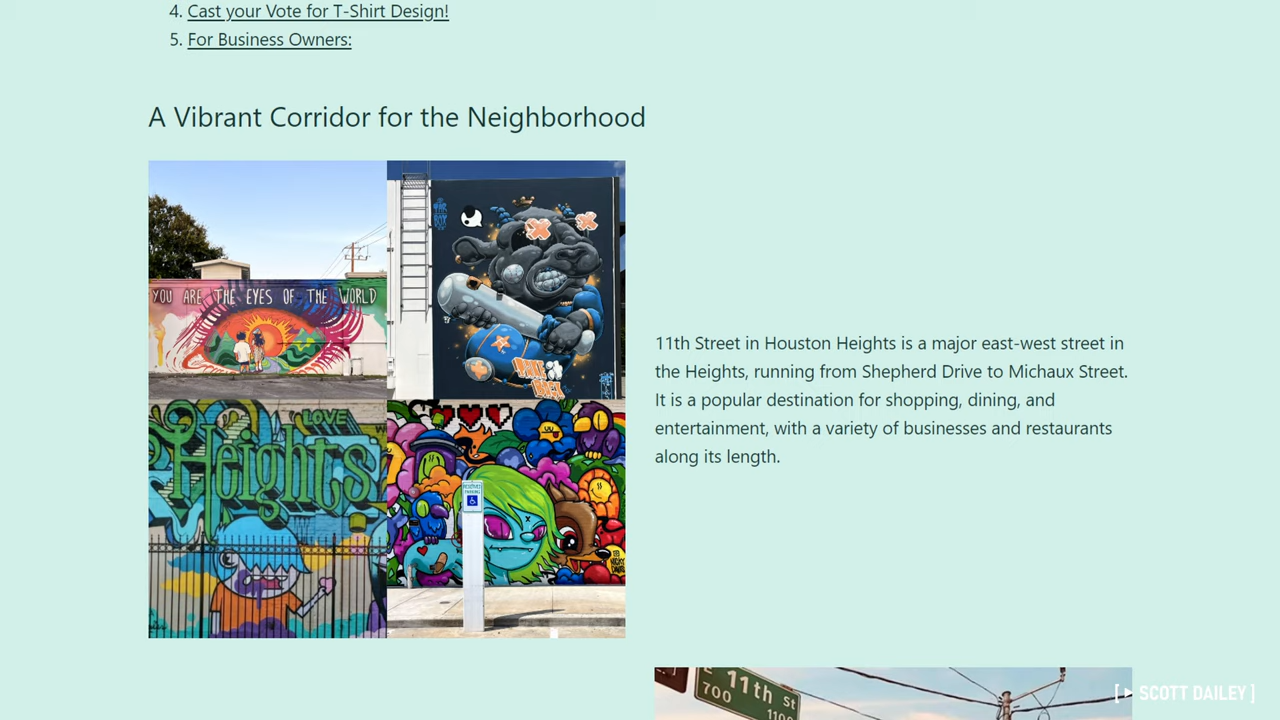 4. Cast your Vote for T-Shirt Design!
5. For Business Owners:
A Vibrant Corridor for the Neighborhood
YOU ARE THE EYES OF THE WORLD
LOVE
Heights
RESERVED PARKING
11th Street in Houston Heights is a major east-west street in
the Heights, running from Shepherd Drive to Michaux Street.
It is a popular destination for shopping, dining, and
entertainment, with a variety of businesses and restaurants
along its length.
E 11th St
700
1100
[ ▶ SCOTT DAILEY ]